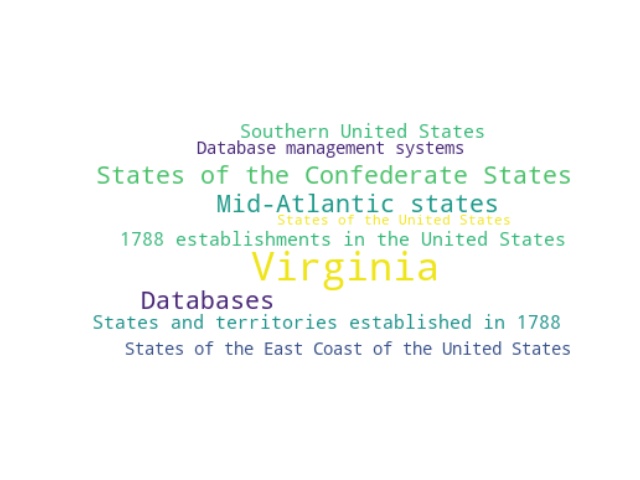 Southern United States
Database management systems
States of the Confederate States
Mid-Atlantic states
States of the United States
1788 establishments in the United States
Virginia
Databases
States and territories established in 1788
States of the East Coast of the United States